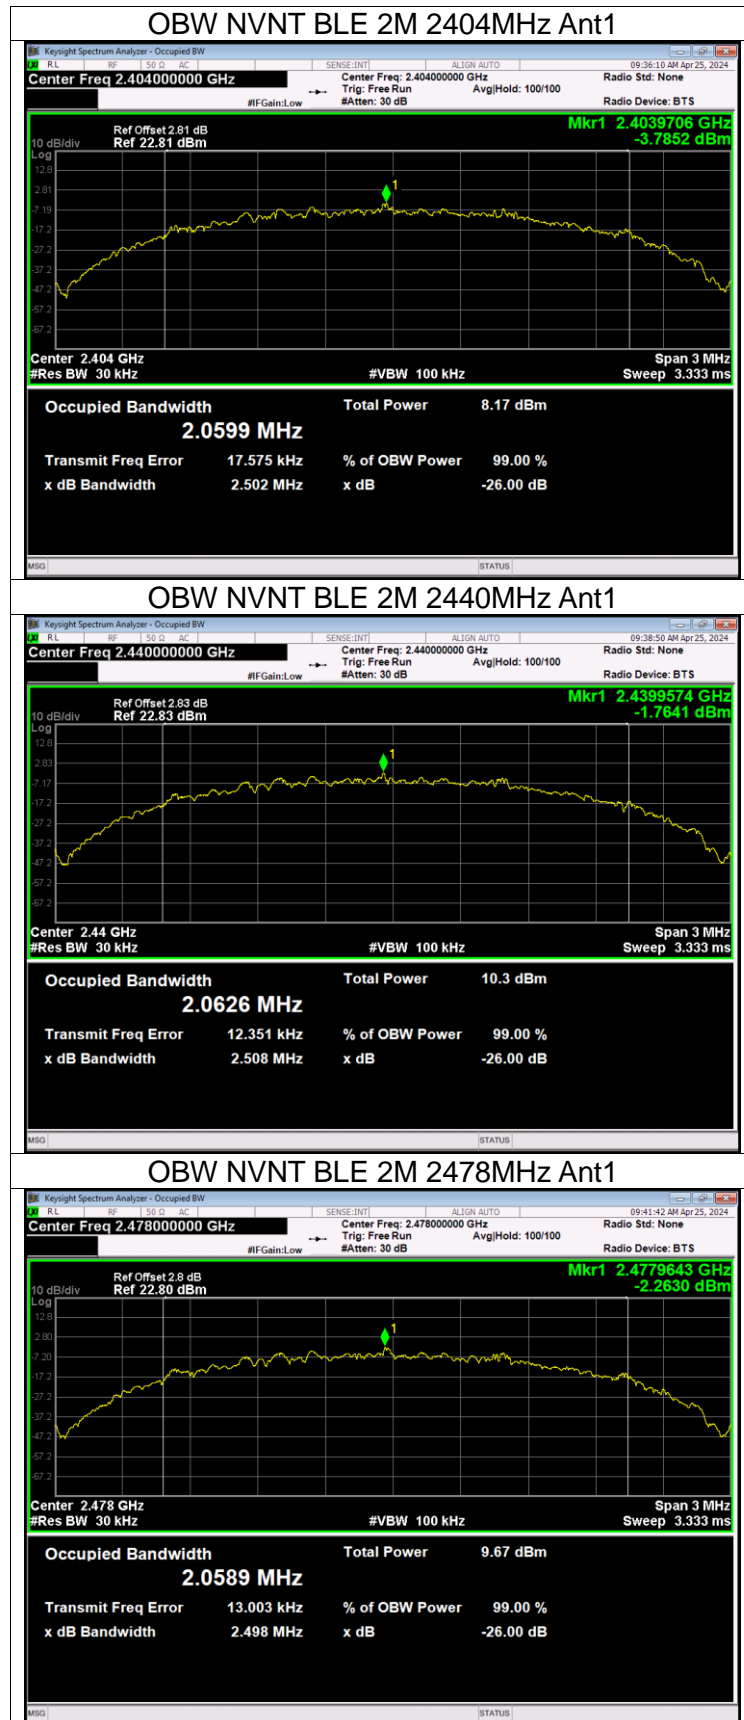 OBW NVNT BLE 2M 2404MHz Ant1
Keysight Spectrum Analyzer - Occupied BW
LXI RL RF 50 Ω AC SENSE:INT ALIGN AUTO 09:36:10 AM Apr 25, 2024
Center Freq 2.404000000 GHz Center Freq: 2.404000000 GHz Radio Std: None
Trig: Free Run Avg|Hold: 100/100
#IFGain:Low #Atten: 30 dB Radio Device: BTS
Mkr1 2.4039706 GHz
Ref Offset 2.81 dB
10 dB/div Ref 22.81 dBm -3.7852 dBm
Log
12.8
1
2.81
-7.19
-17.2
-27.2
-37.2
-47.2
-57.2
-67.2
Center 2.404 GHz Span 3 MHz
#Res BW 30 kHz #VBW 100 kHz Sweep 3.333 ms
Occupied Bandwidth Total Power 8.17 dBm
2.0599 MHz
Transmit Freq Error 17.575 kHz % of OBW Power 99.00 %
x dB Bandwidth 2.502 MHz x dB -26.00 dB
MSG STATUS
OBW NVNT BLE 2M 2440MHz Ant1
Keysight Spectrum Analyzer - Occupied BW
LXI RL RF 50 Ω AC SENSE:INT ALIGN AUTO 09:38:50 AM Apr 25, 2024
Center Freq 2.440000000 GHz Center Freq: 2.440000000 GHz Radio Std: None
Trig: Free Run Avg|Hold: 100/100
#IFGain:Low #Atten: 30 dB Radio Device: BTS
Mkr1 2.4399574 GHz
Ref Offset 2.83 dB
10 dB/div Ref 22.83 dBm -1.7641 dBm
Log
12.8
1
2.83
-7.17
-17.2
-27.2
-37.2
-47.2
-57.2
-67.2
Center 2.44 GHz Span 3 MHz
#Res BW 30 kHz #VBW 100 kHz Sweep 3.333 ms
Occupied Bandwidth Total Power 10.3 dBm
2.0626 MHz
Transmit Freq Error 12.351 kHz % of OBW Power 99.00 %
x dB Bandwidth 2.508 MHz x dB -26.00 dB
MSG STATUS
OBW NVNT BLE 2M 2478MHz Ant1
Keysight Spectrum Analyzer - Occupied BW
LXI RL RF 50 Ω AC SENSE:INT ALIGN AUTO 09:41:42 AM Apr 25, 2024
Center Freq 2.478000000 GHz Center Freq: 2.478000000 GHz Radio Std: None
Trig: Free Run Avg|Hold: 100/100
#IFGain:Low #Atten: 30 dB Radio Device: BTS
Mkr1 2.4779643 GHz
Ref Offset 2.8 dB
10 dB/div Ref 22.80 dBm -2.2630 dBm
Log
12.8
1
2.80
-7.20
-17.2
-27.2
-37.2
-47.2
-57.2
-67.2
Center 2.478 GHz Span 3 MHz
#Res BW 30 kHz #VBW 100 kHz Sweep 3.333 ms
Occupied Bandwidth Total Power 9.67 dBm
2.0589 MHz
Transmit Freq Error 13.003 kHz % of OBW Power 99.00 %
x dB Bandwidth 2.498 MHz x dB -26.00 dB
MSG STATUS